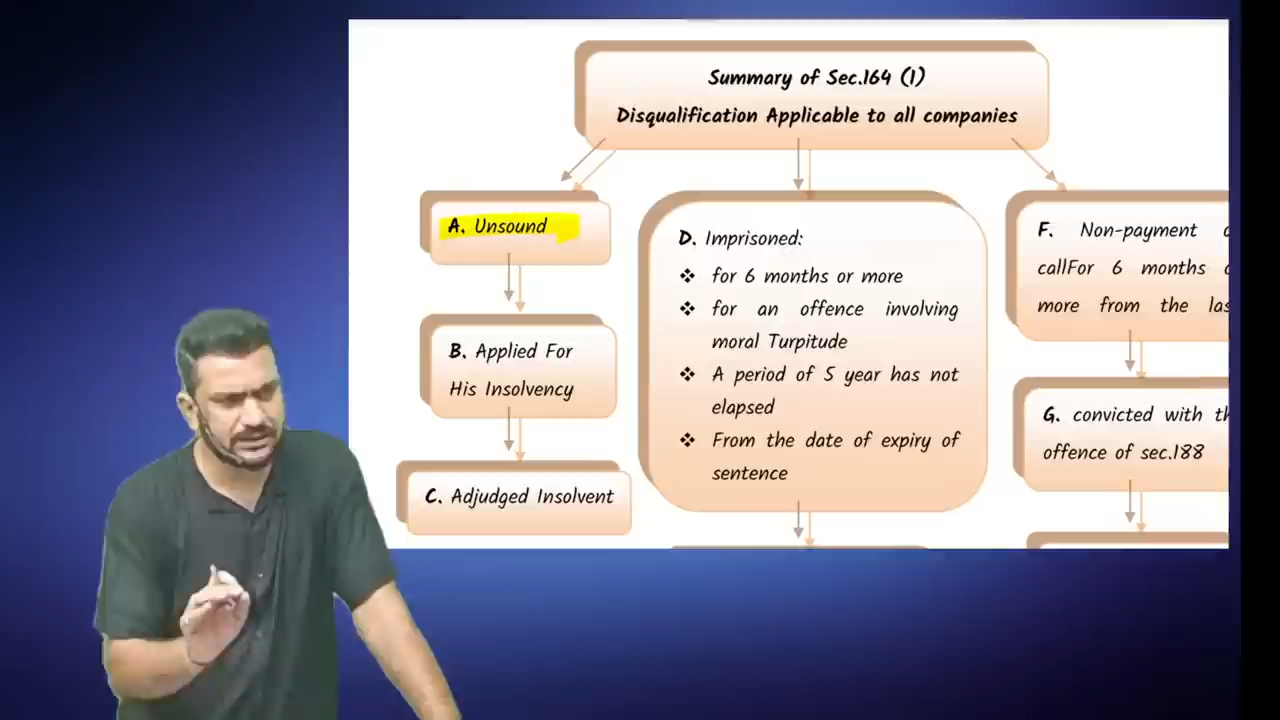 Summary of Sec.164 (1)
Disqualification Applicable to all companies
A. Unsound
B. Applied For
His Insolvency
C. Adjudged Insolvent
D. Imprisoned:
❖ for 6 months or more
❖ for an offence involving
moral Turpitude
❖ A period of 5 year has not
elapsed
❖ From the date of expiry of
sentence
F. Non-payment
callFor 6 months
more from the
G. convicted with
offence of sec.188